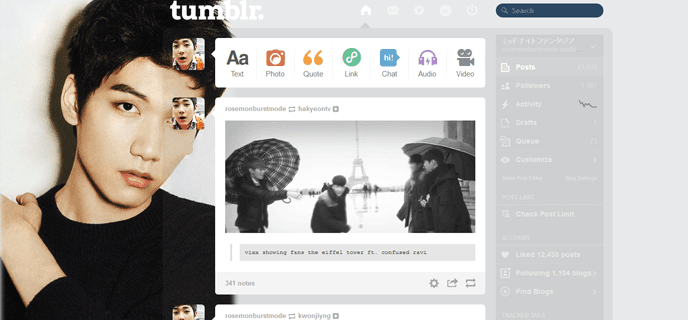 tumblr.
Search
Text
Photo
Quote
hi!
Link
Chat
Audio
Video
Aa
ミッドナイト ファンタジア
Posts
Followers
Activity
Drafts
Queue
Customize
rosemonburstmode hakyeontv
vixx showing fans the eiffel tower ft. confused ravi
POST LIMIT
Check Post Limit
Liked 12,430 posts
Following 1,104 blogs
Find Blogs
341 notes
rosemonburstmode kwonjiyng